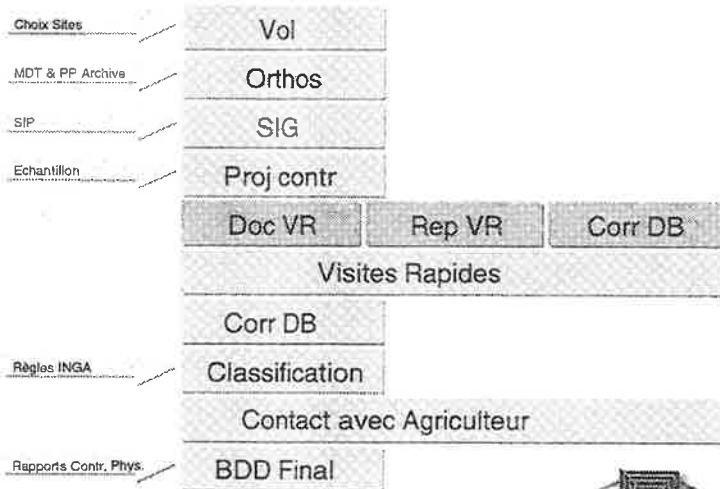 Choix Sites
Vol
MDT & PP Archive
Orthos
SIP
SIG
Echantillon
Proj contr
Doc VR Rep VR Corr DB
Visites Rapides
Corr DB
Règles INGA
Classification
Contact avec Agriculteur
Rapports Contr. Phys.
BDD Final